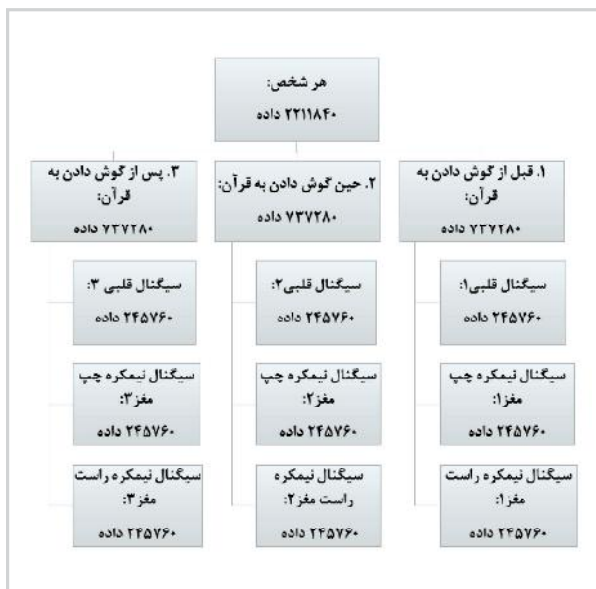 هر شخص:
۲۲۱۱۸۴۰ داده
۱. قبل از گوش دادن به
قرآن:
۷۳۷۲۸۰ داده
سیگنال قلبی۱:
۲۴۵۷۶۰ داده
سیگنال نیمکره چپ
مغز۱:
۲۴۵۷۶۰ داده
سیگنال نیمکره راست
مغز۱:
۲۴۵۷۶۰ داده
۲. حین گوش دادن به قرآن:
۷۳۷۲۸۰ داده
سیگنال قلبی۲:
۲۴۵۷۶۰ داده
سیگنال نیمکره چپ
مغز۲:
۲۴۵۷۶۰ داده
سیگنال نیمکره
راست مغز۲:
۲۴۵۷۶۰ داده
۳. پس از گوش دادن به
قرآن:
۷۳۷۲۸۰ داده
سیگنال قلبی ۳:
۲۴۵۷۶۰ داده
سیگنال نیمکره چپ
مغز۳:
۲۴۵۷۶۰ داده
سیگنال نیمکره راست
مغز۳:
۲۴۵۷۶۰ داده